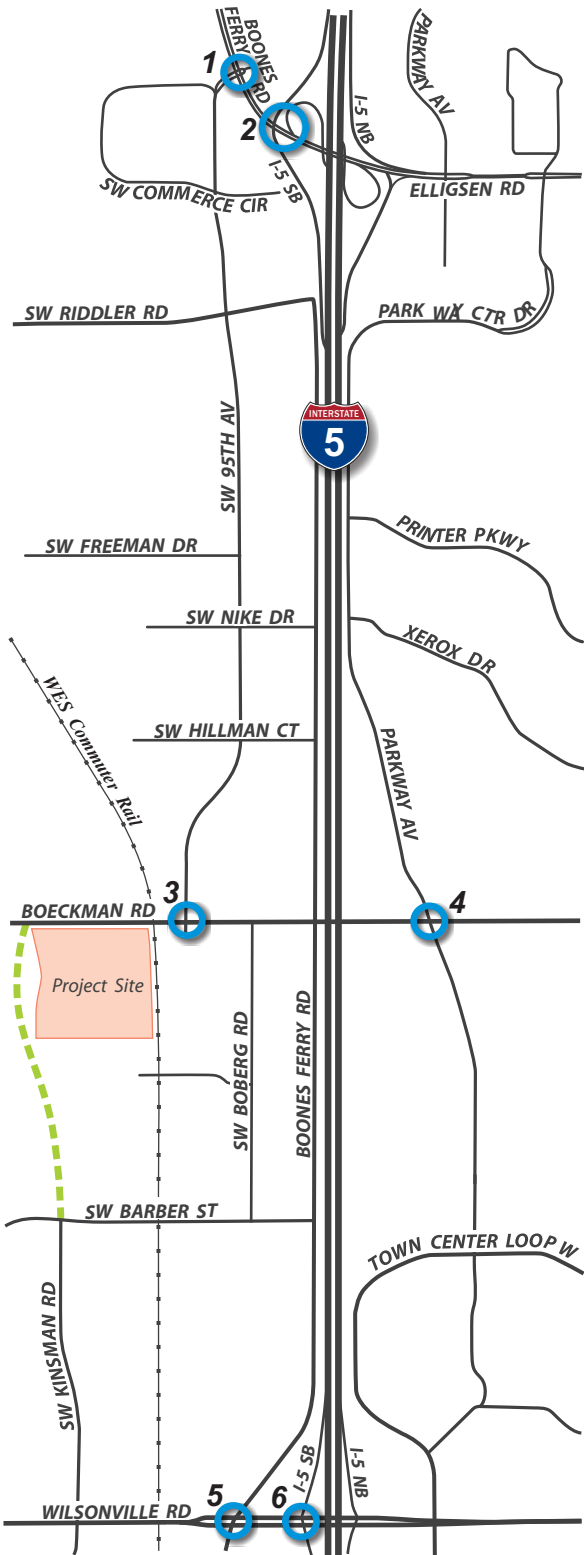 BOONES
FERRY RD
PARKWAY AV
1
2
I-5 NB
I-5 SB
SW COMMERCE CIR
ELLIGSEN RD
SW RIDDLER RD
PARK WAY CTR DR
INTERSTATE
5
SW 95TH AV
PRINTER PKWY
SW FREEMAN DR
SW NIKE DR
XEROX DR
WES Commuter Rail
SW HILLMAN CT
PARKWAY AV
3
4
BOECKMAN RD
Project Site
SW BOBERG RD
BOONES FERRY RD
SW BARBER ST
TOWN CENTER LOOP W
SW KINSMAN RD
I-5 SB
I-5 NB
5
6
WILSONVILLE RD